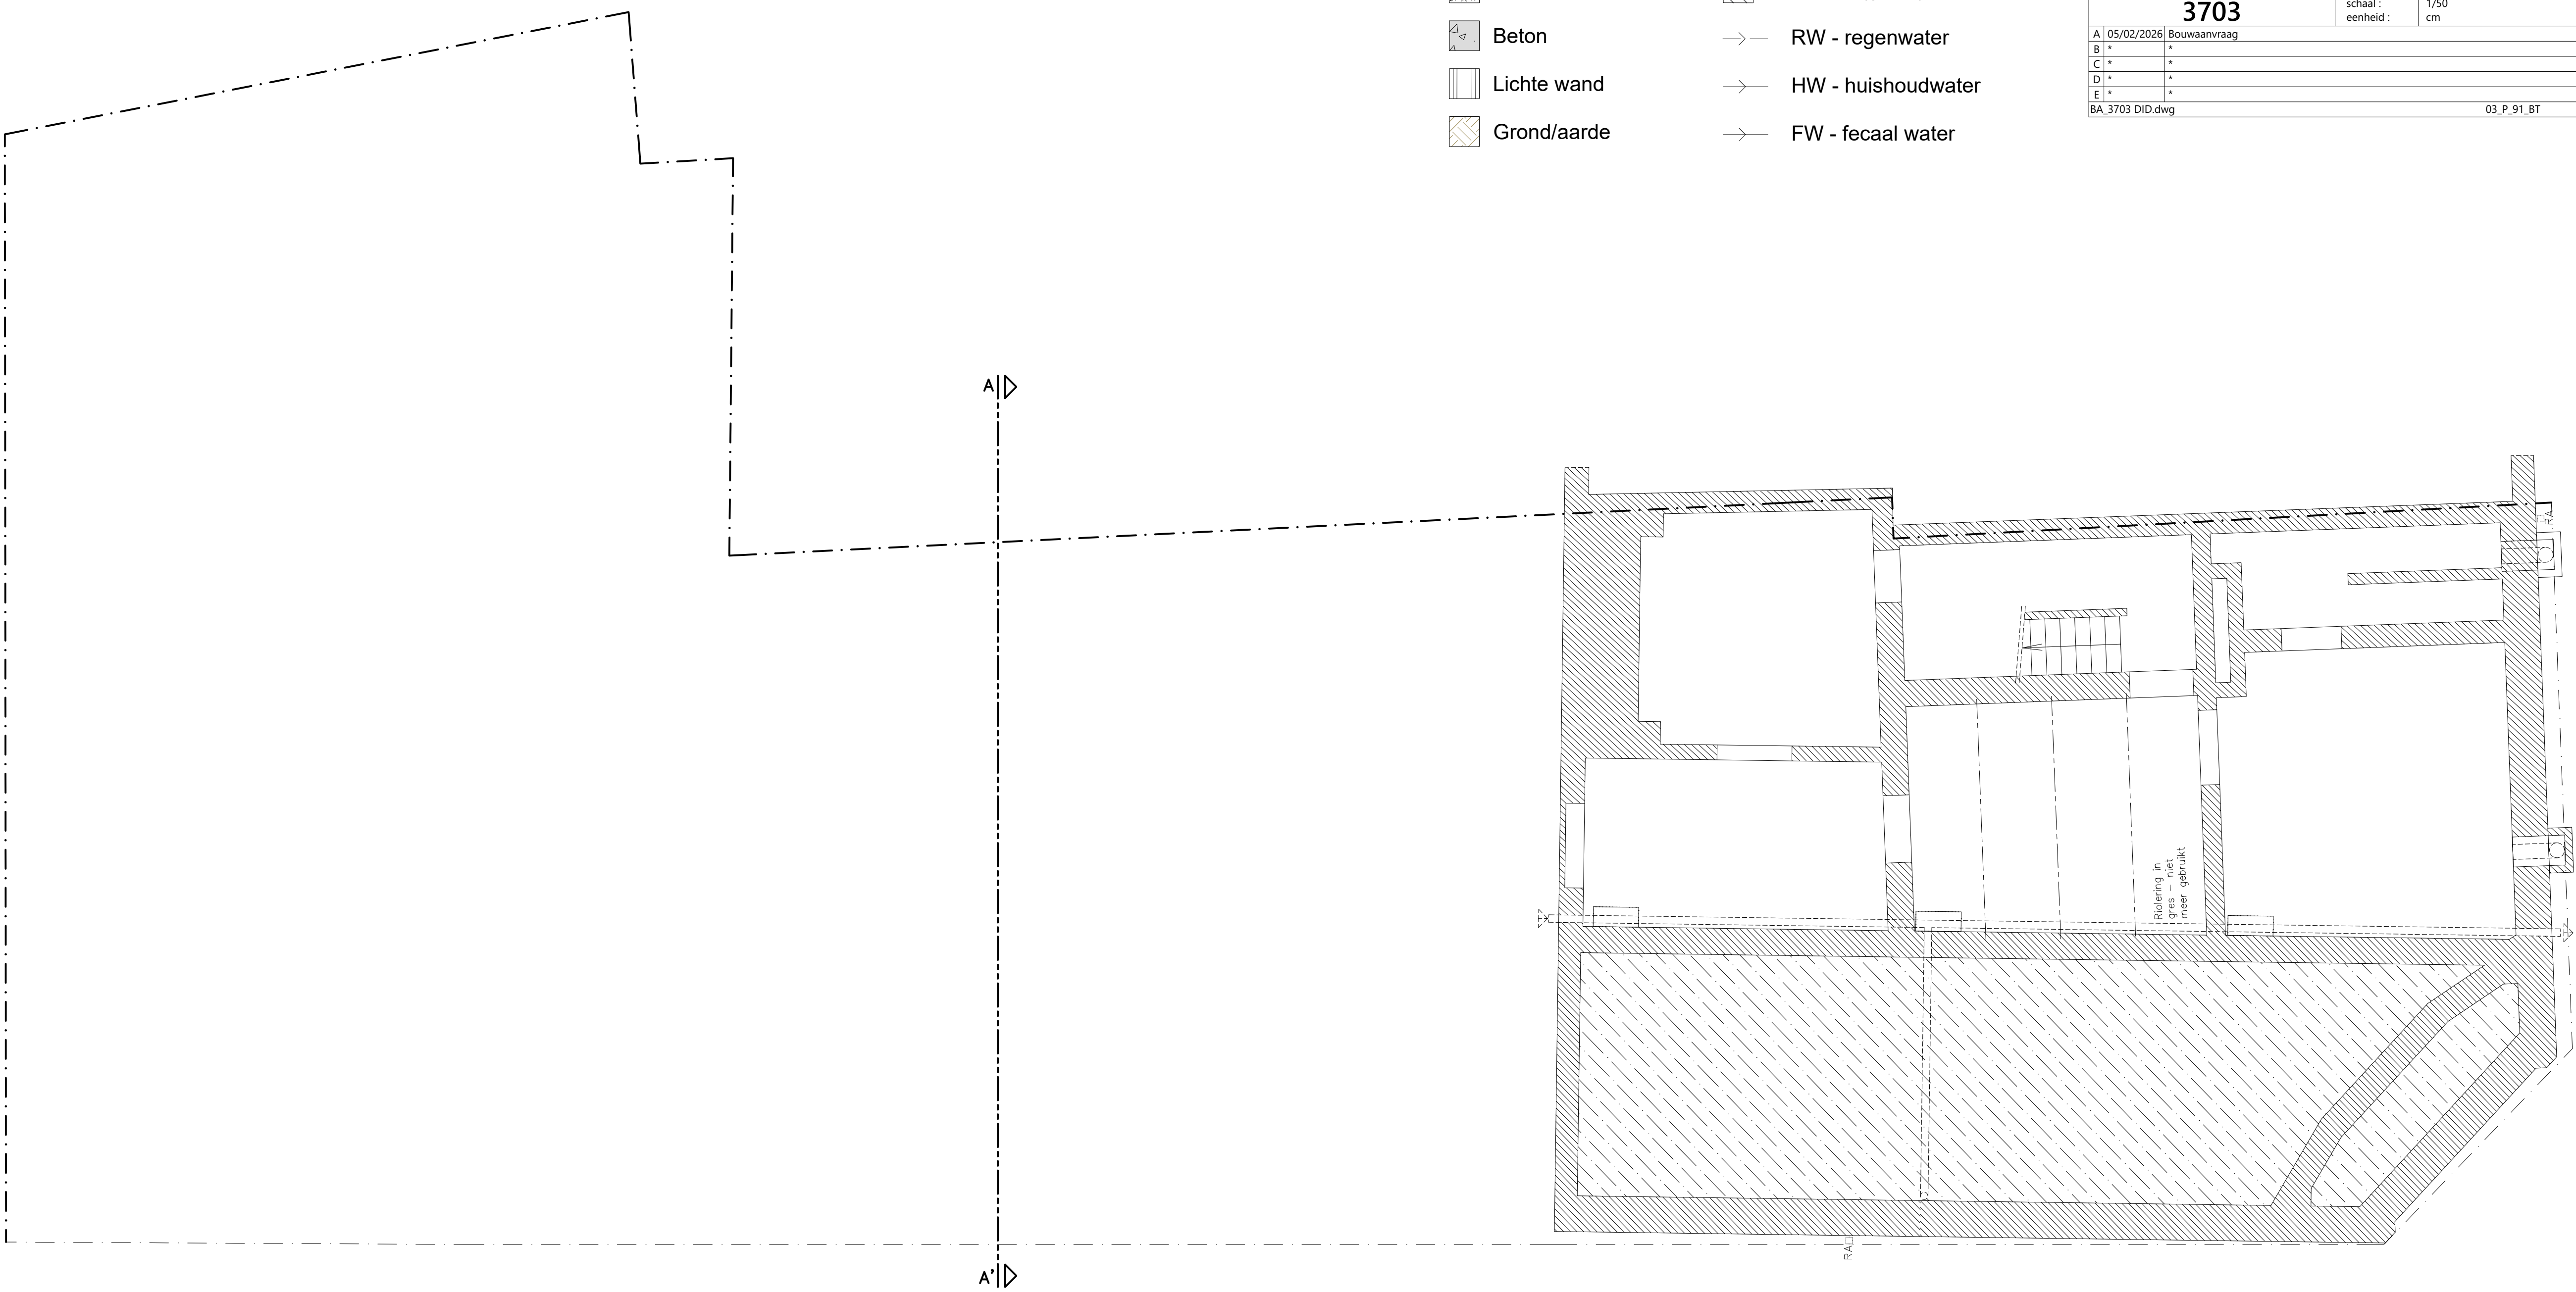 Beton
Lichte wand
Grond/aarde
RW - regenwater
HW - huishoudwater
FW - fecaal water
3703
schaal : 1/50
eenheid : cm
A 05/02/2026 Bouwaanvraag
B * *
C * *
D * *
E * *
BA_3703 DID.dwg 03_P_91_BT
A
RA
Riolering in
gres - niet
meer gebruikt
RA
A'